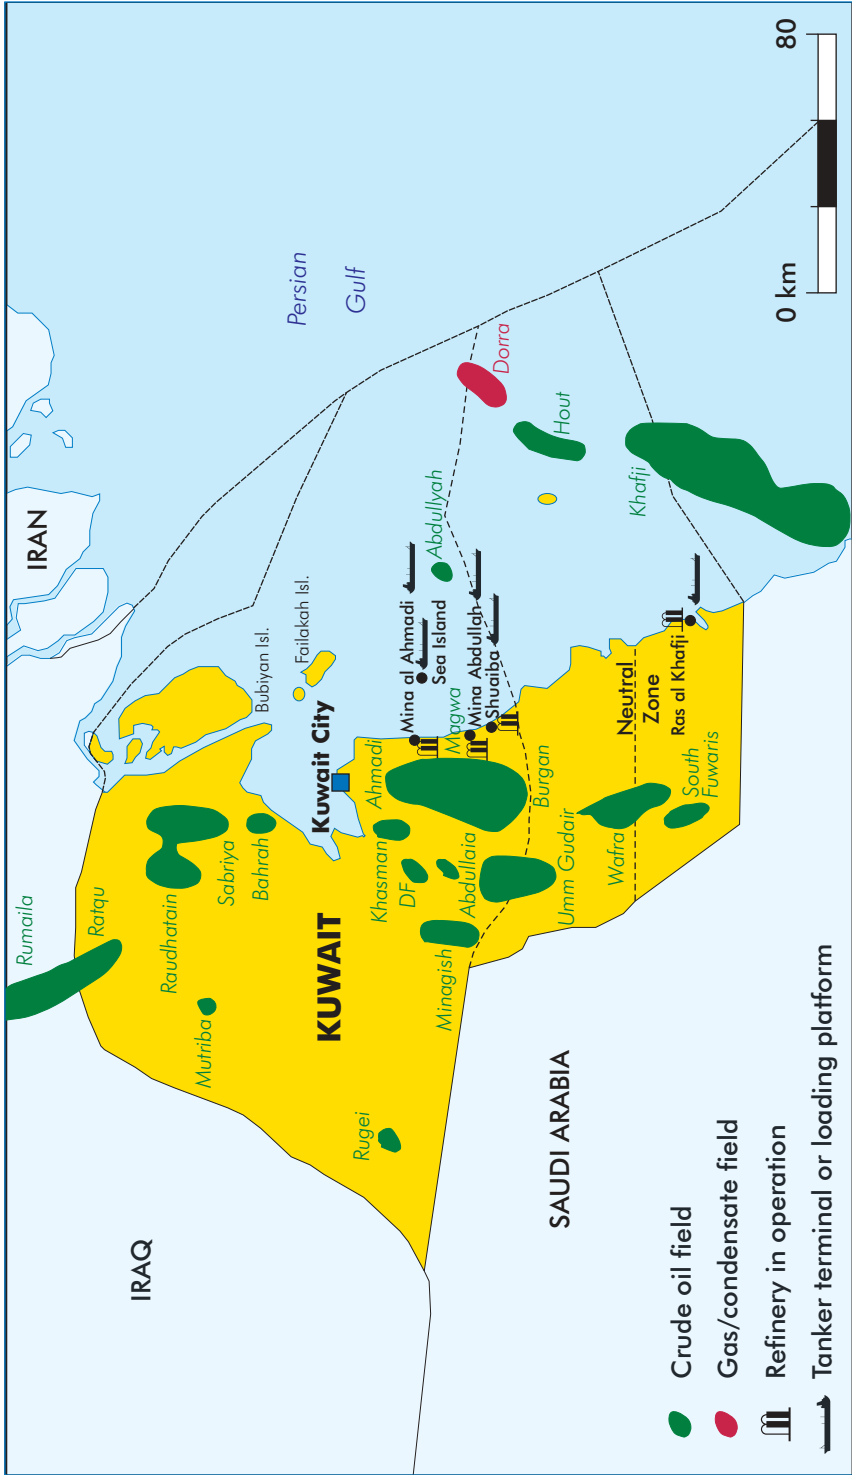 Rumaila
IRAN
Ratqu
IRAQ
Raudhatain
Mutriba
Sabriya
Bahrah
Bubiyan Isl.
Failakah Isl.
Persian
Gulf
Kuwait City
KUWAIT
Rugei
Ahmadi
Khasman
DF
Mina al Ahmadi
Sea Island
Abdullyah
Minagish
Magwa
Abdullaia
Mina Abdullah
Shuaiba
Dorra
Burgan
Hout
Umm Gudair
SAUDI ARABIA
Wafra
Neutral
Zone
Khafji
Ras al Khafji
South
Fuwaris
Crude oil field
Gas/condensate field
Refinery in operation
Tanker terminal or loading platform
0 km
80